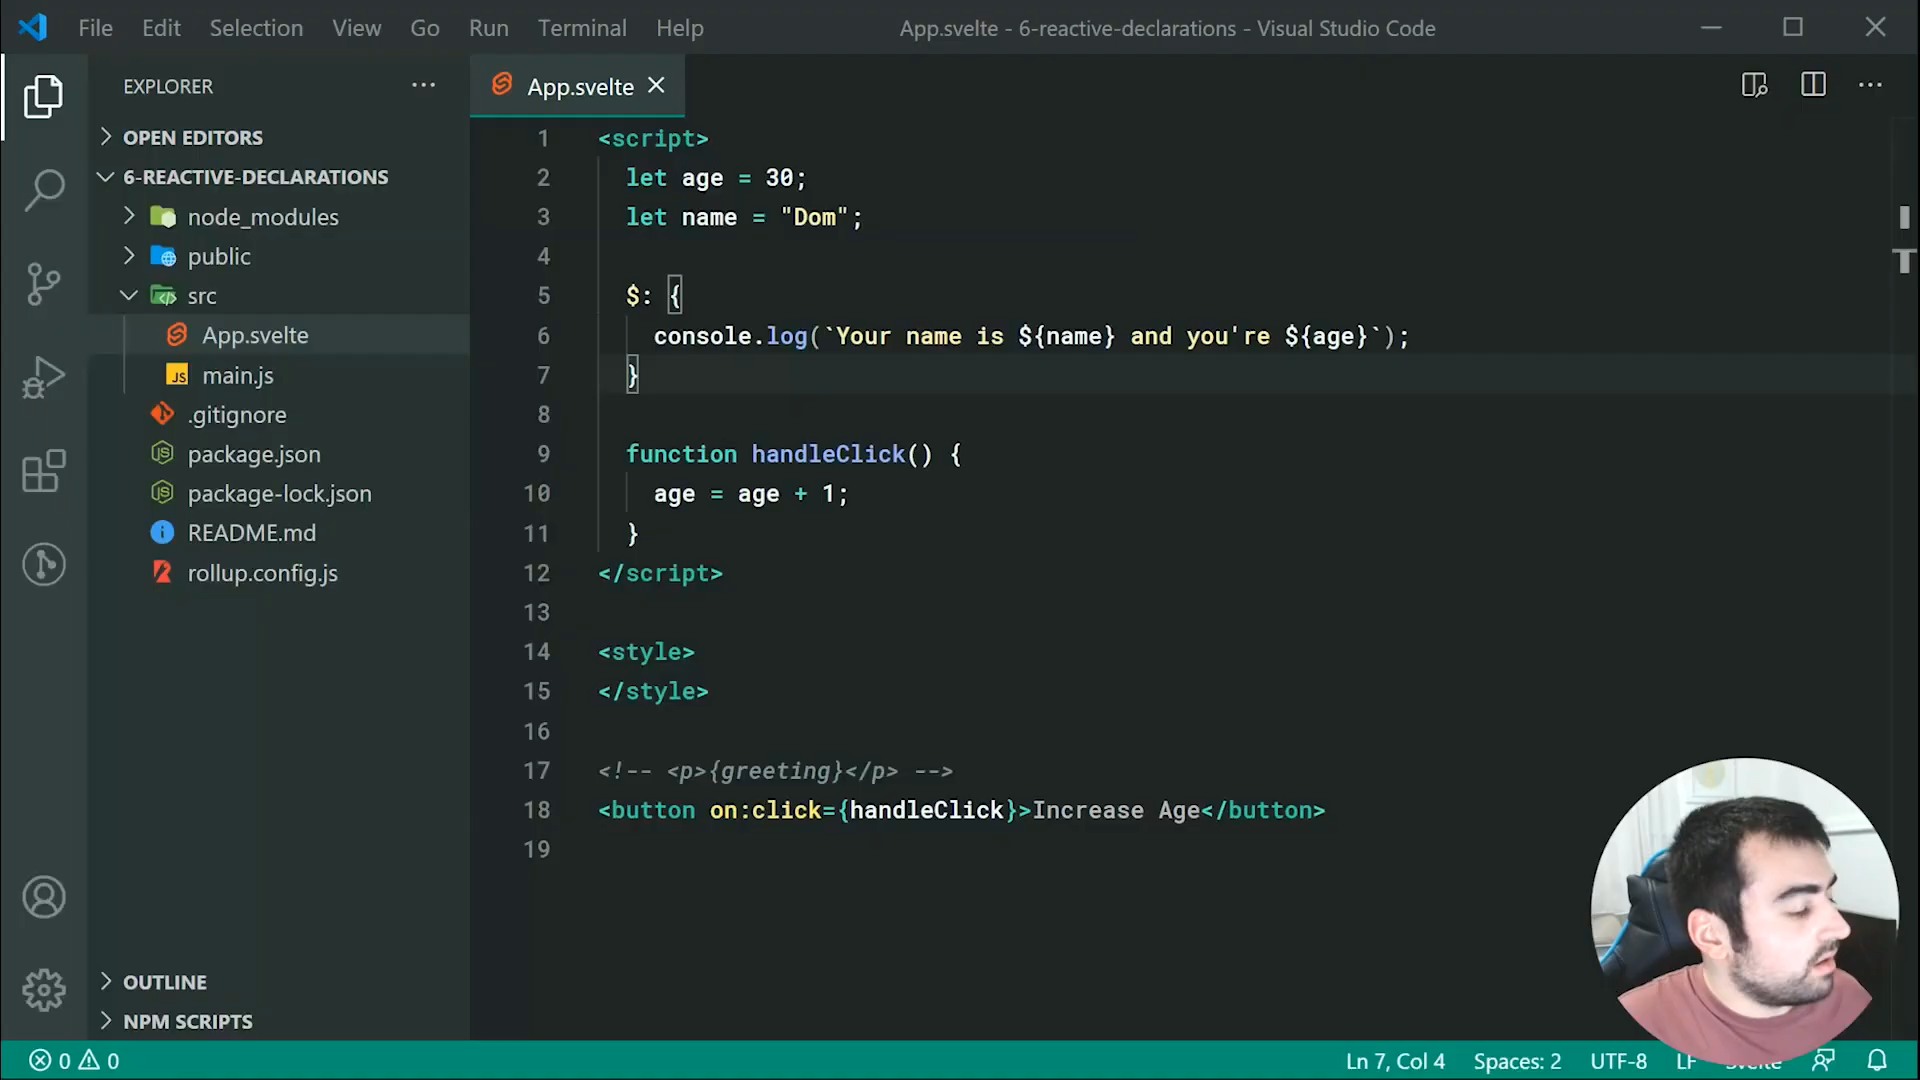 File Edit Selection View Go Run Terminal Help
App.svelte - 6-reactive-declarations - Visual Studio Code
EXPLORER
OPEN EDITORS
6-REACTIVE-DECLARATIONS
node_modules
public
src
App.svelte
JS main.js
.gitignore
package.json
package-lock.json
README.md
rollup.config.js
OUTLINE
NPM SCRIPTS
App.svelte
1 <script>
2 let age = 30;
3 let name = "Dom";
4
5 $: {
6 console.log(`Your name is ${name} and you're ${age}`);
7 }
8
9 function handleClick() {
10 age = age + 1;
11 }
12 </script>
13
14 <style>
15 </style>
16
17 <!-- <p>{greeting}</p> -->
18 <button on:click={handleClick}>Increase Age</button>
19
0 0
Ln 7, Col 4 Spaces: 2 UTF-8 LF Svelte